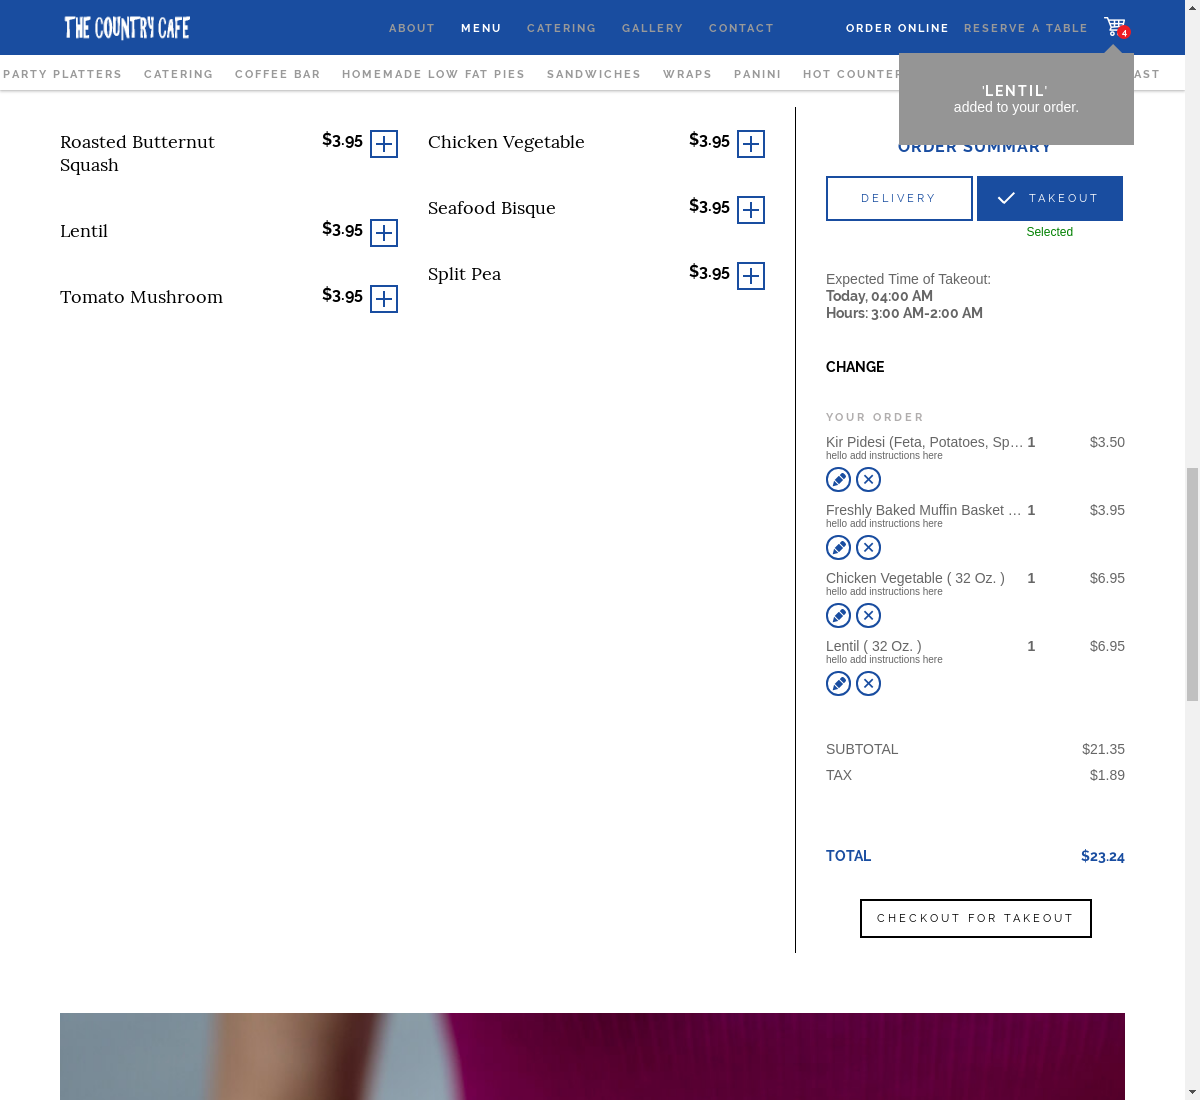 THE COUNTRY CAFE
ABOUT MENU CATERING GALLERY CONTACT ORDER ONLINE RESERVE A TABLE 4
PARTY PLATTERS CATERING COFFEE BAR HOMEMADE LOW FAT PIES SANDWICHES WRAPS PANINI HOT COUNTER AST
'LENTIL'
added to your order.
Roasted Butternut Squash $3.95
Lentil $3.95
Tomato Mushroom $3.95
Chicken Vegetable $3.95
Seafood Bisque $3.95
Split Pea $3.95
ORDER SUMMARY
DELIVERY TAKEOUT
Selected
Expected Time of Takeout:
Today, 04:00 AM
Hours: 3:00 AM-2:00 AM
CHANGE
YOUR ORDER
Kir Pidesi (Feta, Potatoes, Sp... 1 $3.50
hello add instructions here
Freshly Baked Muffin Basket ... 1 $3.95
hello add instructions here
Chicken Vegetable ( 32 Oz. ) 1 $6.95
hello add instructions here
Lentil ( 32 Oz. ) 1 $6.95
hello add instructions here
SUBTOTAL $21.35
TAX $1.89
TOTAL $23.24
CHECKOUT FOR TAKEOUT